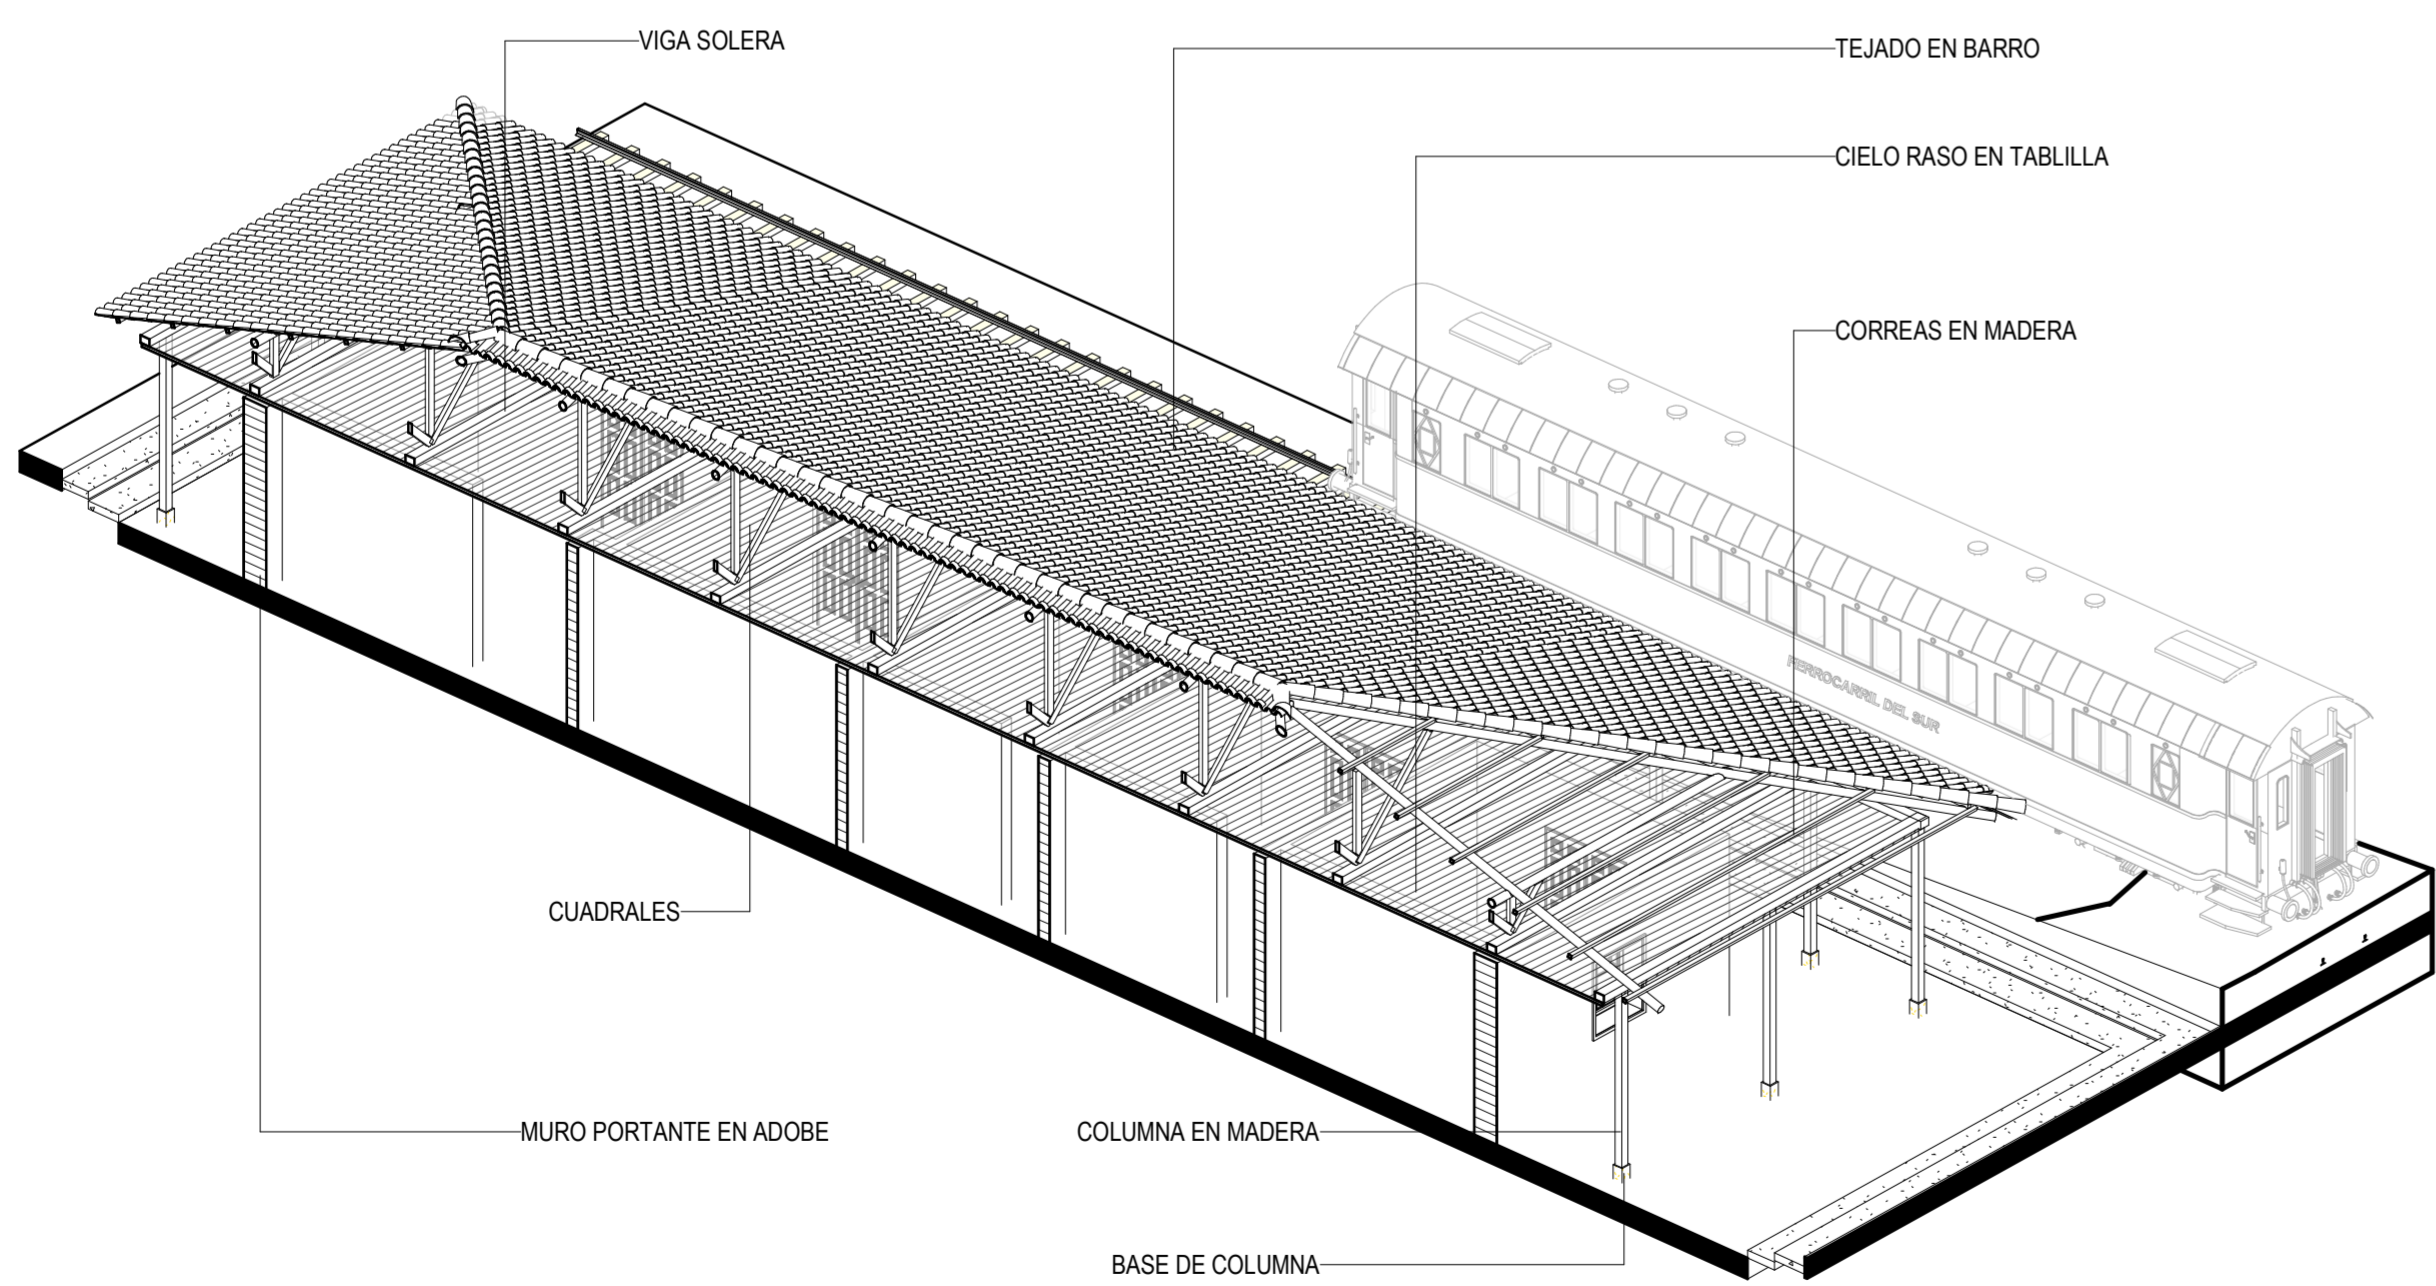 VIGA SOLERA
TEJADO EN BARRO
CIELO RASO EN TABLILLA
CORREAS EN MADERA
FERROCARRIL DEL SUR
CUADRALES
MURO PORTANTE EN ADOBE
COLUMNA EN MADERA
BASE DE COLUMNA